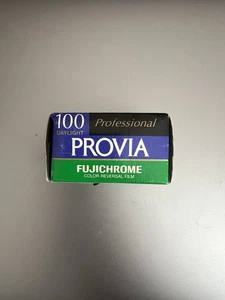 100 Professional
DAYLIGHT
PROVIA
FUJICHROME
COLOR REVERSAL FILM